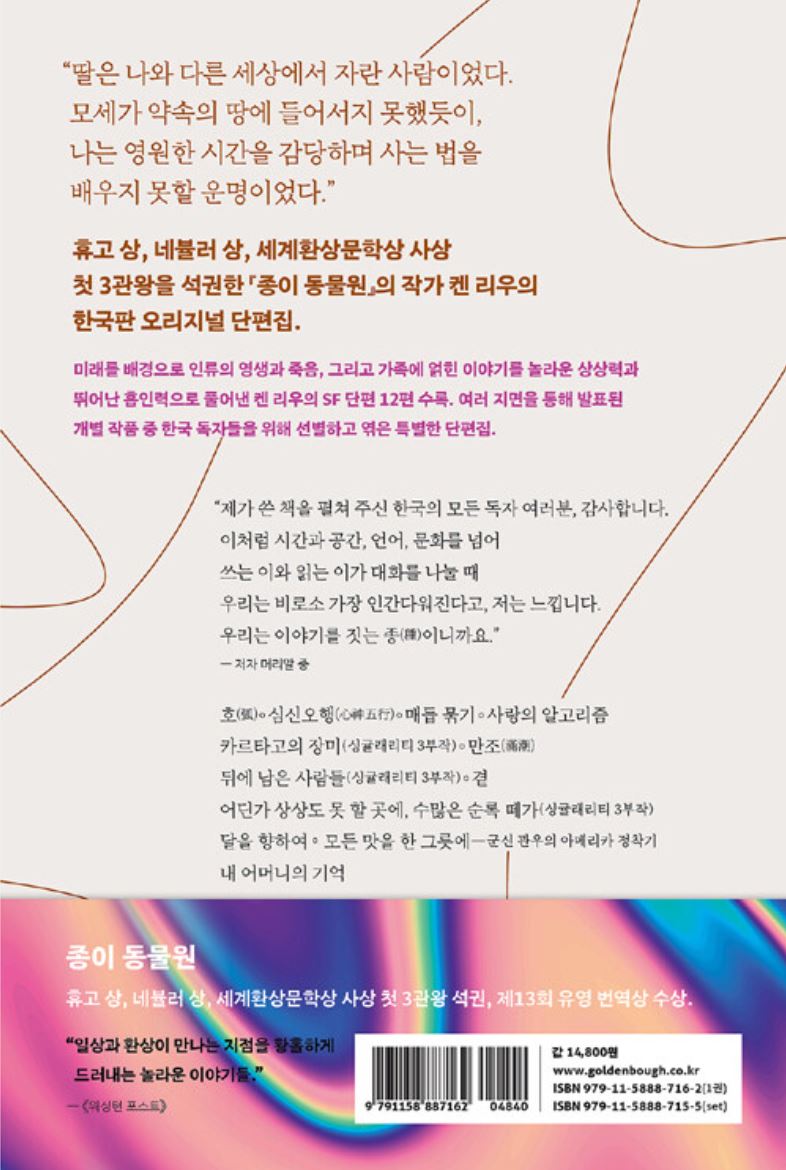 “딸은 나와 다른 세상에서 자란 사람이었다.
모세가 약속의 땅에 들어서지 못했듯이,
나는 영원한 시간을 감당하며 사는 법을
배우지 못할 운명이었다.”
휴고 상, 네뷸러 상, 세계환상문학상 사상
첫 3관왕을 석권한 『종이 동물원』의 작가 켄 리우의
한국판 오리지널 단편집.
미래를 배경으로 인류의 영생과 죽음, 그리고 가족에 얽힌 이야기를 놀라운 상상력과
뛰어난 흡인력으로 풀어낸 켄 리우의 SF 단편 12편 수록. 여러 지면을 통해 발표된
개별 작품 중 한국 독자들을 위해 선별하고 엮은 특별한 단편집.
“제가 쓴 책을 펼쳐 주신 한국의 모든 독자 여러분, 감사합니다.
이처럼 시간과 공간, 언어, 문화를 넘어
쓰는 이와 읽는 이가 대화를 나눌 때
우리는 비로소 가장 인간다워진다고, 저는 느낍니다.
우리는 이야기를 짓는 종(種)이니까요.”
— 저자 머리말 중
호(弧)◦심신오행(心神五行)◦매듭 묶기◦사랑의 알고리즘
카르타고의 장미(싱귤래리티 3부작)◦만조(滿潮)
뒤에 남은 사람들(싱귤래리티 3부작)◦곁
어딘가 상상도 못 할 곳에, 수많은 순록 떼가(싱귤래리티 3부작)
달을 향하여◦모든 맛을 한 그릇에—군신 관우의 아메리카 정착기
내 어머니의 기억
종이 동물원
휴고 상, 네뷸러 상, 세계환상문학상 사상 첫 3관왕 석권, 제13회 유영 번역상 수상.
“일상과 환상이 만나는 지점을 황홀하게
드러내는 놀라운 이야기들.”
—《워싱턴 포스트》
9 791158 887162 04840
값 14,800원
www.goldenbough.co.kr
ISBN 979-11-5888-716-2(1권)
ISBN 979-11-5888-715-5(set)